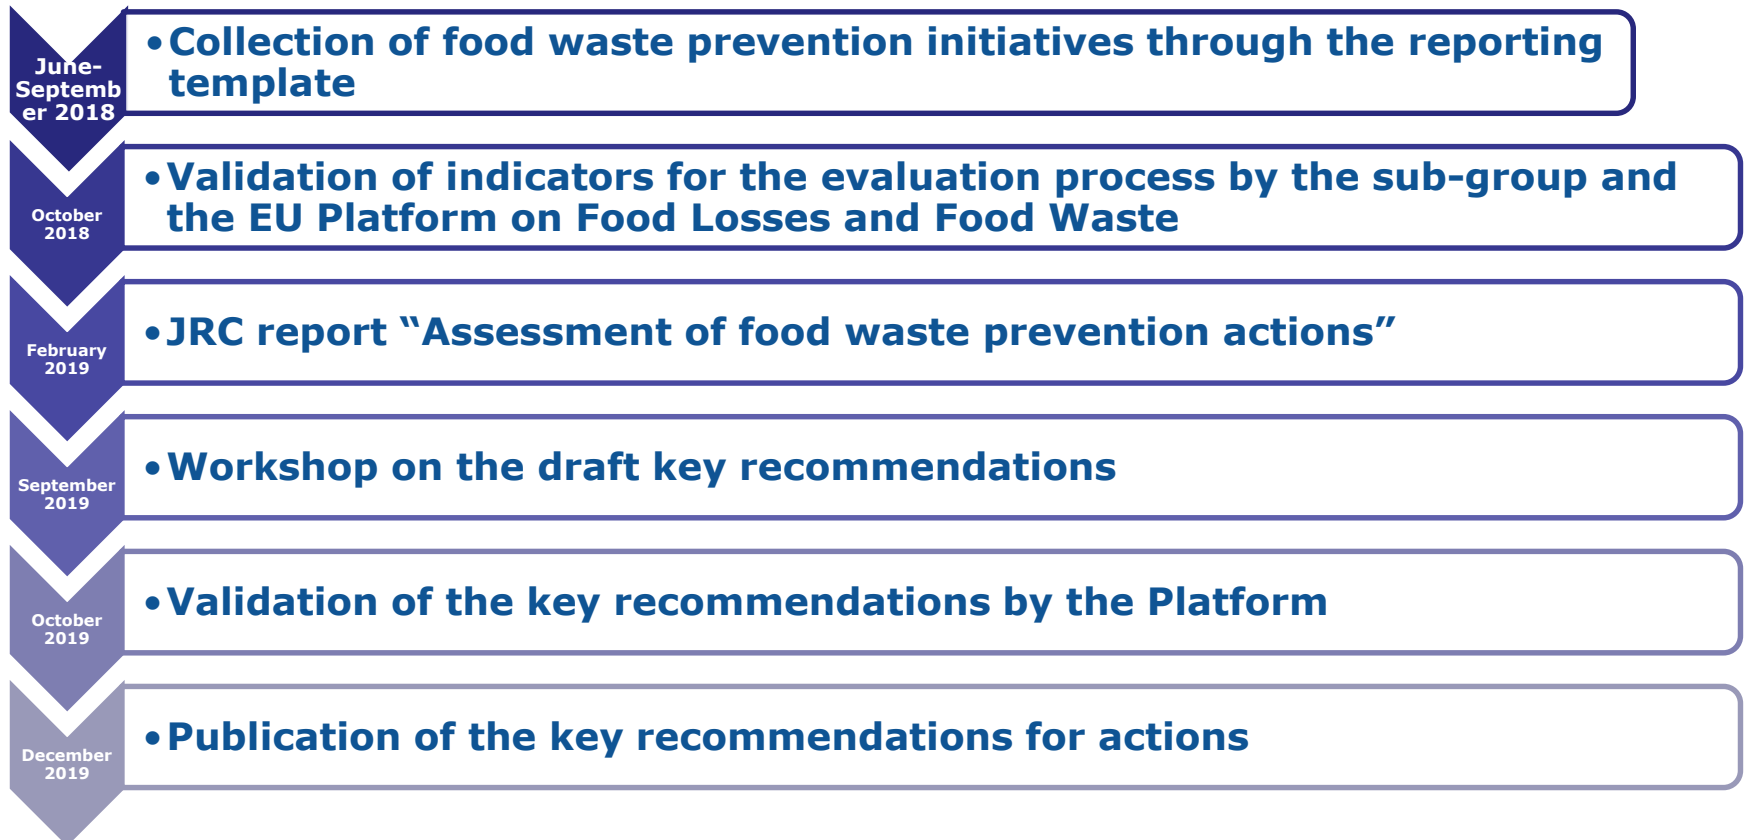 June-
Septemb
er 2018
•Collection of food waste prevention initiatives through the reporting
template
October
2018
•Validation of indicators for the evaluation process by the sub-group and
the EU Platform on Food Losses and Food Waste
February
2019
•JRC report “Assessment of food waste prevention actions”
September
2019
•Workshop on the draft key recommendations
October
2019
•Validation of the key recommendations by the Platform
December
2019
•Publication of the key recommendations for actions